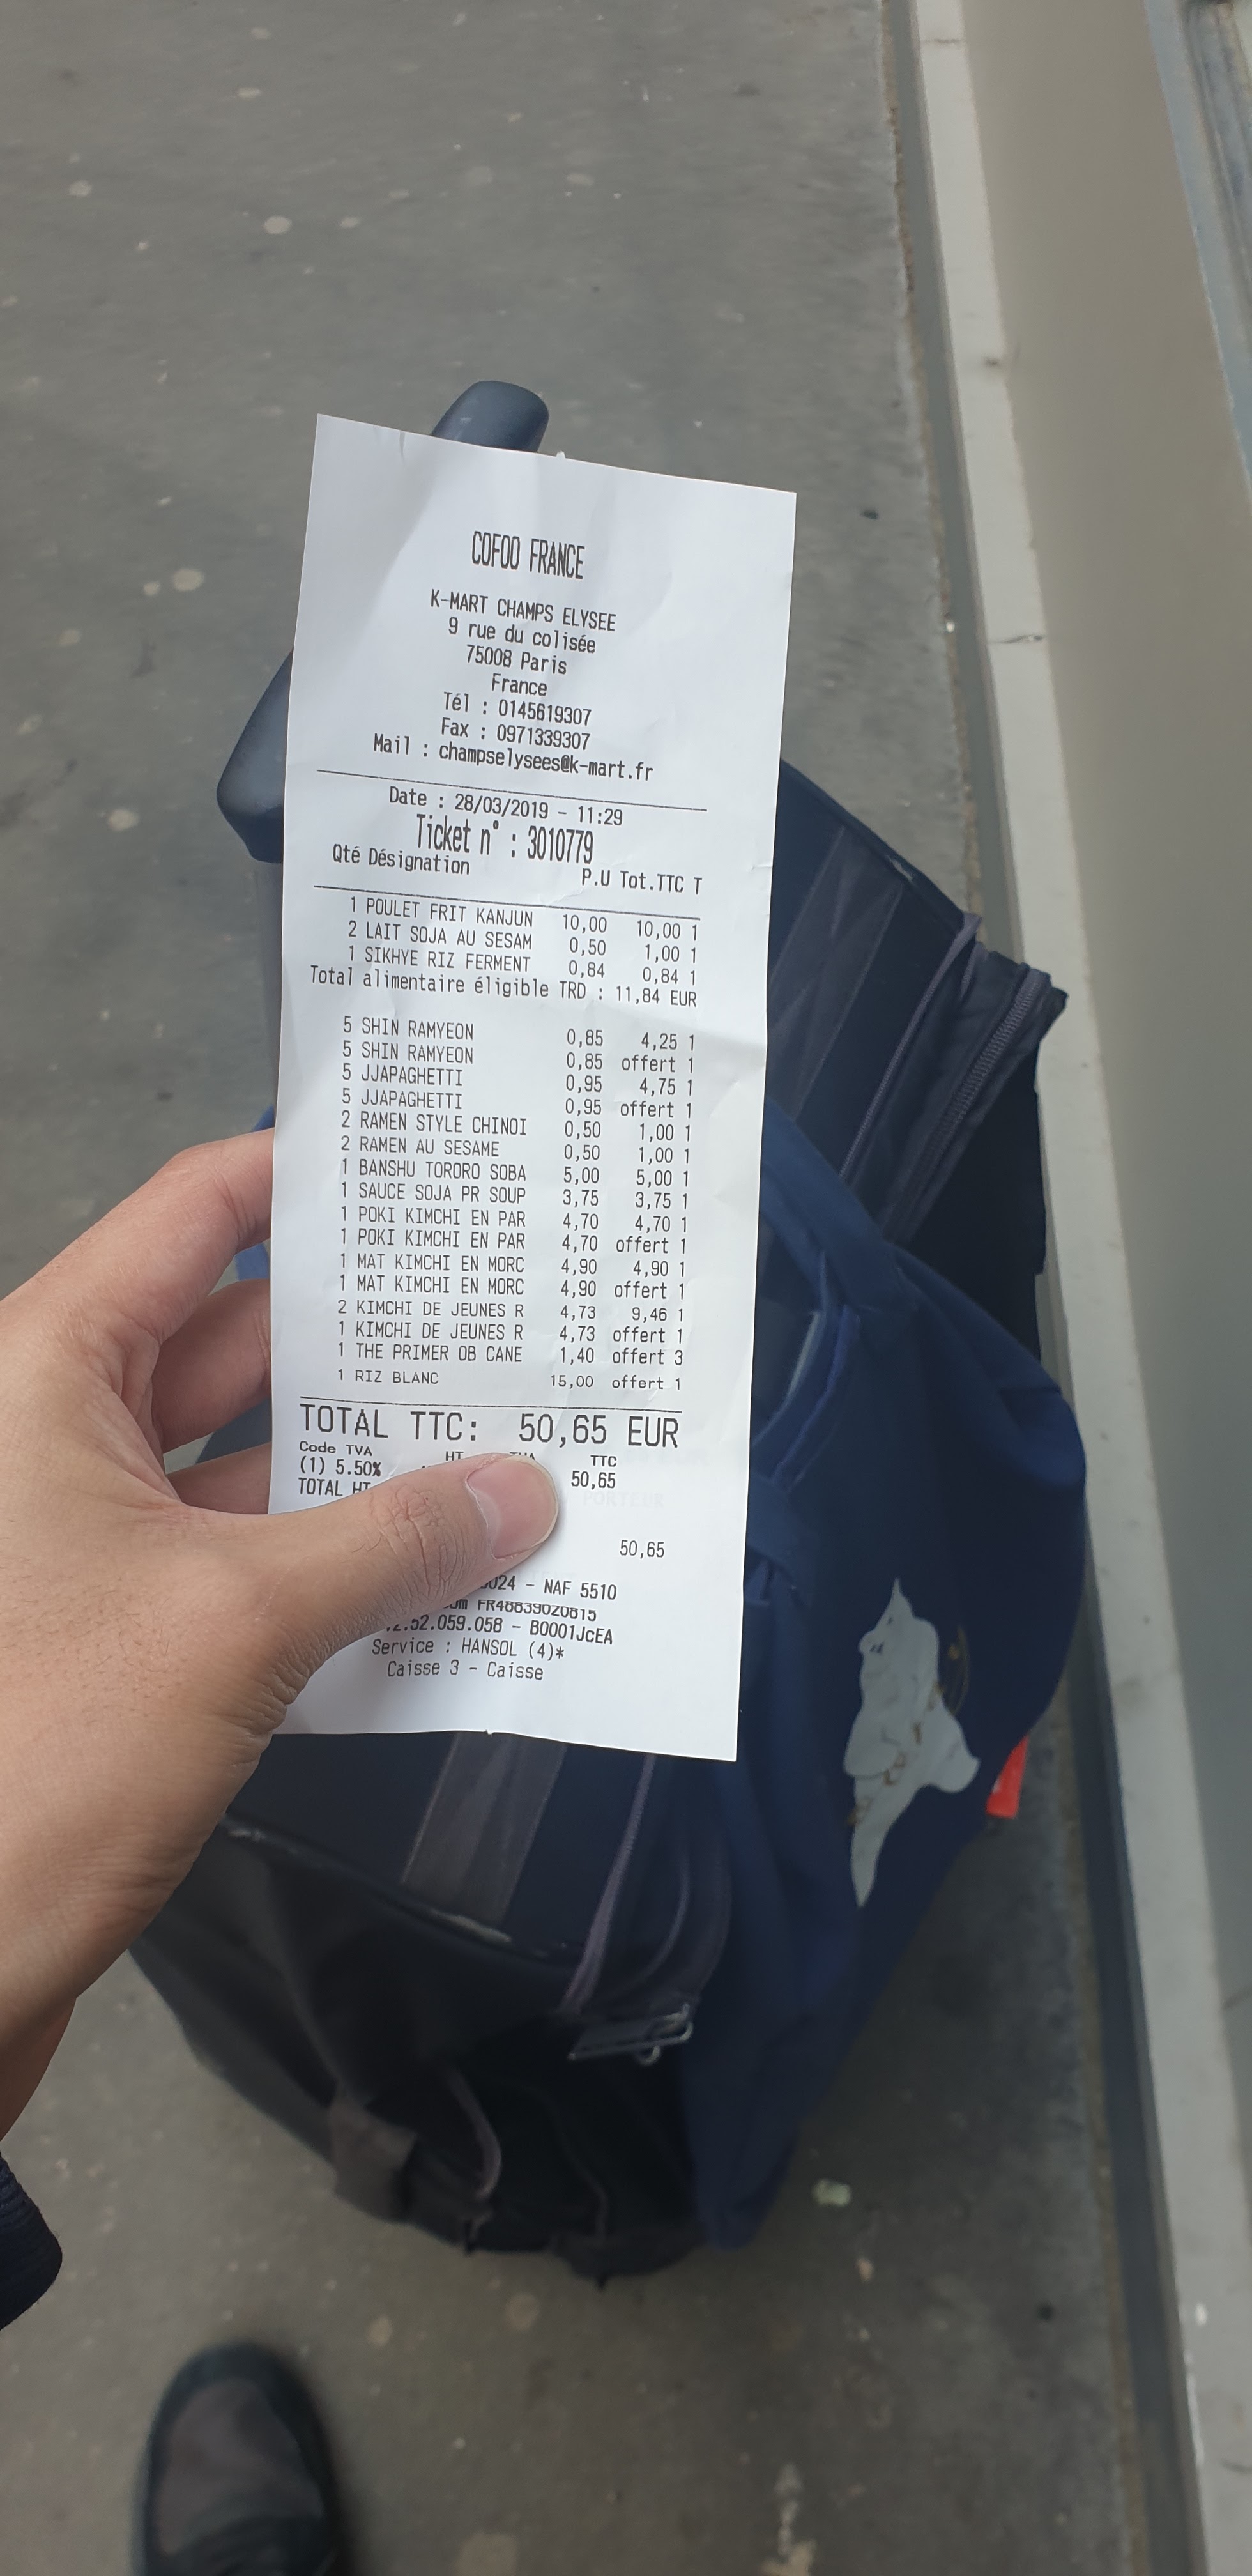 COFOO FRANCE
K-MART CHAMPS ELYSEE
9 rue du colisée
75008 Paris
France
Tél : 0145619307
Fax : 0971339307
Mail : champselysees@k-mart.fr
Date : 28/03/2019 - 11:29
Ticket n° : 3010779
Qté Désignation P.U Tot.TTC T
1 POULET FRIT KANJUN 10,00 10,00 1
2 LAIT SOJA AU SESAM 0,50 1,00 1
1 SIKHYE RIZ FERMENT 0,84 0,84 1
Total alimentaire éligible TRD : 11,84 EUR
5 SHIN RAMYEON 0,85 4,25 1
5 SHIN RAMYEON 0,85 offert 1
5 JJAPAGHETTI 0,95 4,75 1
5 JJAPAGHETTI 0,95 offert 1
2 RAMEN STYLE CHINOI 0,50 1,00 1
2 RAMEN AU SESAME 0,50 1,00 1
1 BANSHU TORORO SOBA 5,00 5,00 1
1 SAUCE SOJA PR SOUP 3,75 3,75 1
1 POKI KIMCHI EN PAR 4,70 4,70 1
1 POKI KIMCHI EN PAR 4,70 offert 1
1 MAT KIMCHI EN MORC 4,90 4,90 1
1 MAT KIMCHI EN MORC 4,90 offert 1
2 KIMCHI DE JEUNES R 4,73 9,46 1
1 KIMCHI DE JEUNES R 4,73 offert 1
1 THE PRIMER OB CANE 1,40 offert 3
1 RIZ BLANC 15,00 offert 1
TOTAL TTC: 50,65 EUR
Code TVA HT TVA TTC
(1) 5.50% 50,65
TOTAL HT
50,65
- NAF 5510
FR48839020815
.52.059.058 - B0001JcEA
Service : HANSOL (4)*
Caisse 3 - Caisse